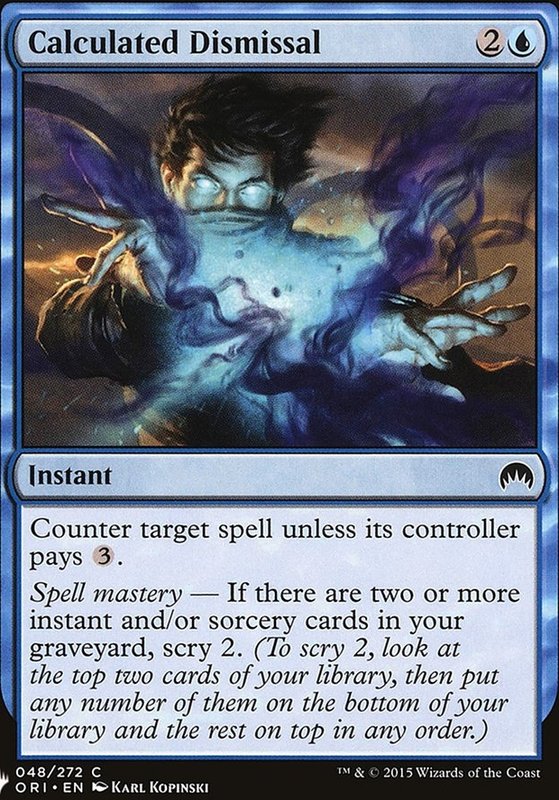 Calculated Dismissal 2
Instant
Counter target spell unless its controller
pays 3.
Spell mastery — If there are two or more
instant and/or sorcery cards in your
graveyard, scry 2. (To scry 2, look at
the top two cards of your library, then put
any number of them on the bottom of your
library and the rest on top in any order.)
048/272 C
ORI • EN Karl Kopinski
™ & © 2015 Wizards of the Coast